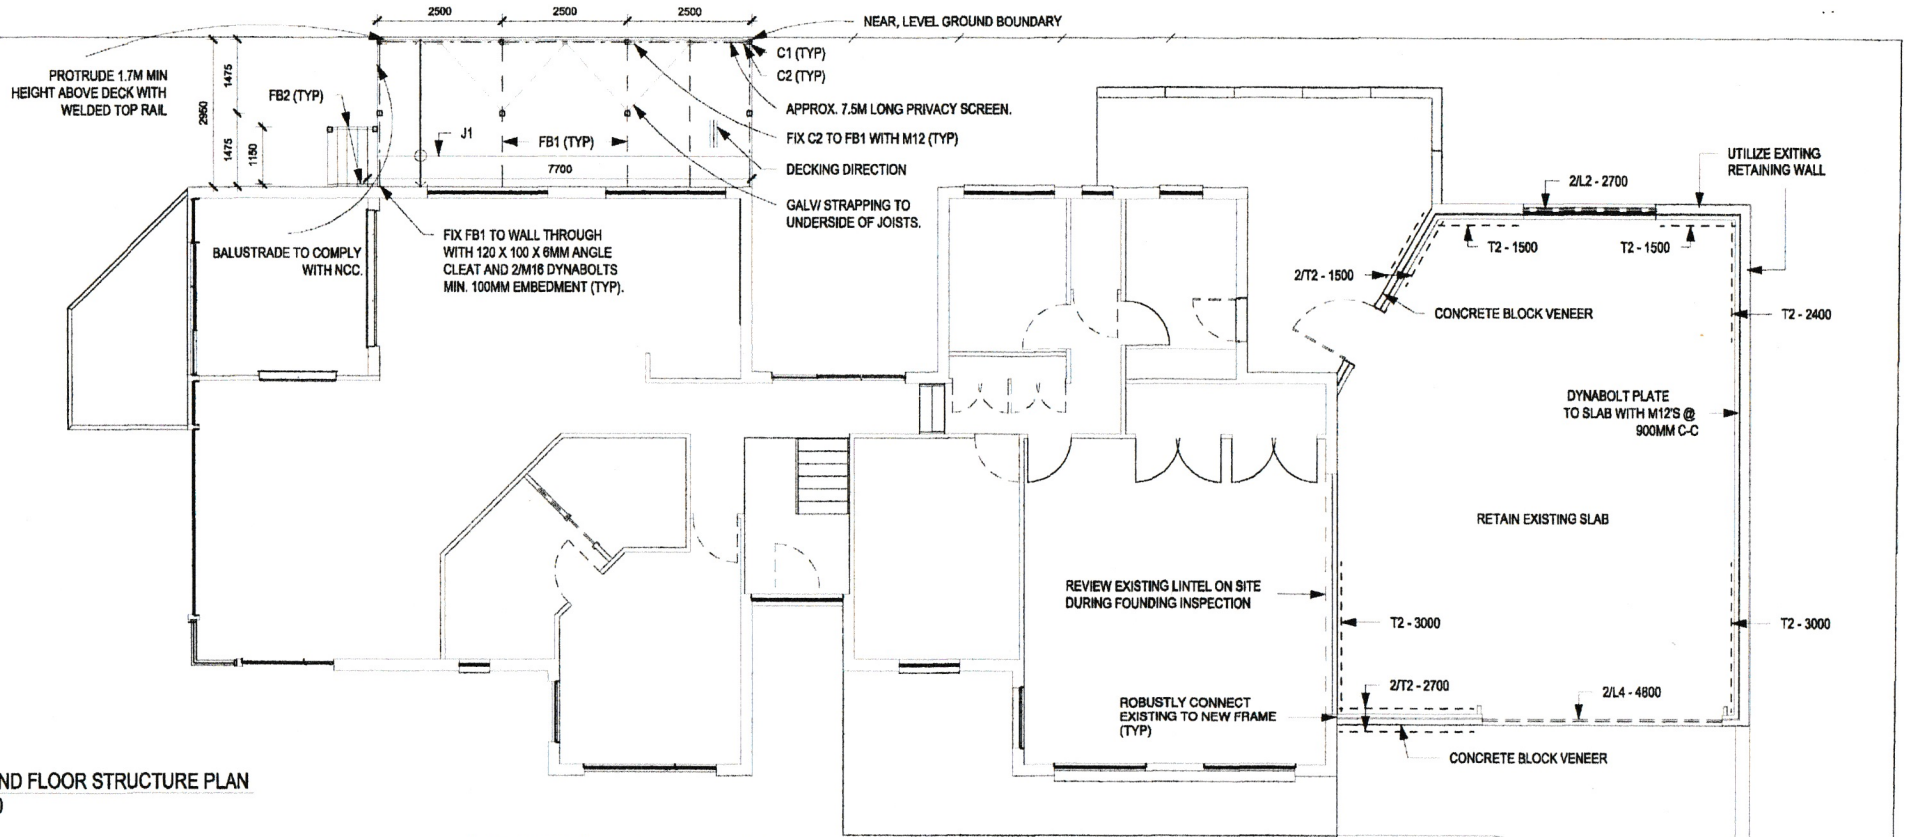 2500
2500
2500
NEAR, LEVEL GROUND BOUNDARY
PROTRUDE 1.7M MIN
HEIGHT ABOVE DECK WITH
WELDED TOP RAIL
2950
1475
1475
1150
FB2 (TYP)
J1
FB1 (TYP)
7700
C1 (TYP)
C2 (TYP)
APPROX. 7.5M LONG PRIVACY SCREEN.
FIX C2 TO FB1 WITH M12 (TYP)
DECKING DIRECTION
GALV/ STRAPPING TO
UNDERSIDE OF JOISTS.
BALUSTRADE TO COMPLY
WITH NCC.
FIX FB1 TO WALL THROUGH
WITH 120 X 100 X 6MM ANGLE
CLEAT AND 2/M16 DYNABOLTS
MIN. 100MM EMBEDMENT (TYP).
UTILIZE EXITING
RETAINING WALL
2/L2 - 2700
T2 - 1500
T2 - 1500
2/T2 - 1500
CONCRETE BLOCK VENEER
T2 - 2400
DYNABOLT PLATE
TO SLAB WITH M12'S @
900MM C-C
RETAIN EXISTING SLAB
REVIEW EXISTING LINTEL ON SITE
DURING FOUNDING INSPECTION
T2 - 3000
T2 - 3000
2/T2 - 2700
2/L4 - 4800
ROBUSTLY CONNECT
EXISTING TO NEW FRAME
(TYP)
CONCRETE BLOCK VENEER
ND FLOOR STRUCTURE PLAN